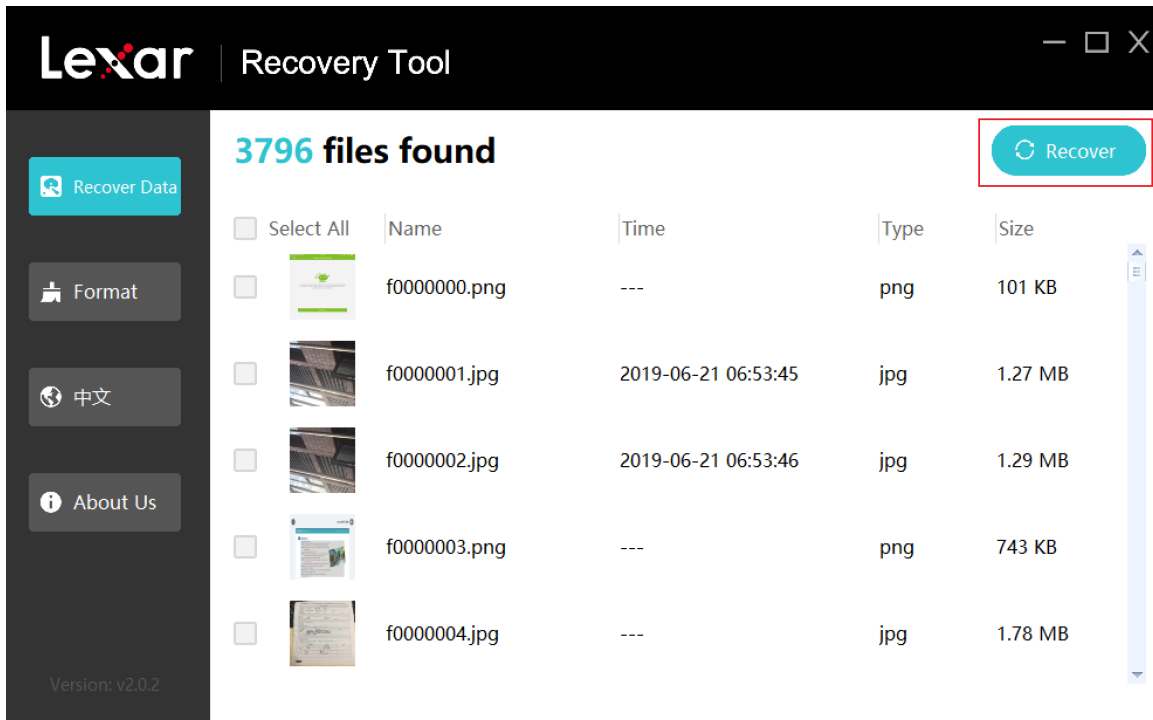 Lexar | Recovery Tool
3796 files found
Recover
Recover Data
Select All Name Time Type Size
f0000000.png --- png 101 KB
Format
f0000001.jpg 2019-06-21 06:53:45 jpg 1.27 MB
中文
f0000002.jpg 2019-06-21 06:53:46 jpg 1.29 MB
About Us
f0000003.png --- png 743 KB
f0000004.jpg --- jpg 1.78 MB
Version: v2.0.2